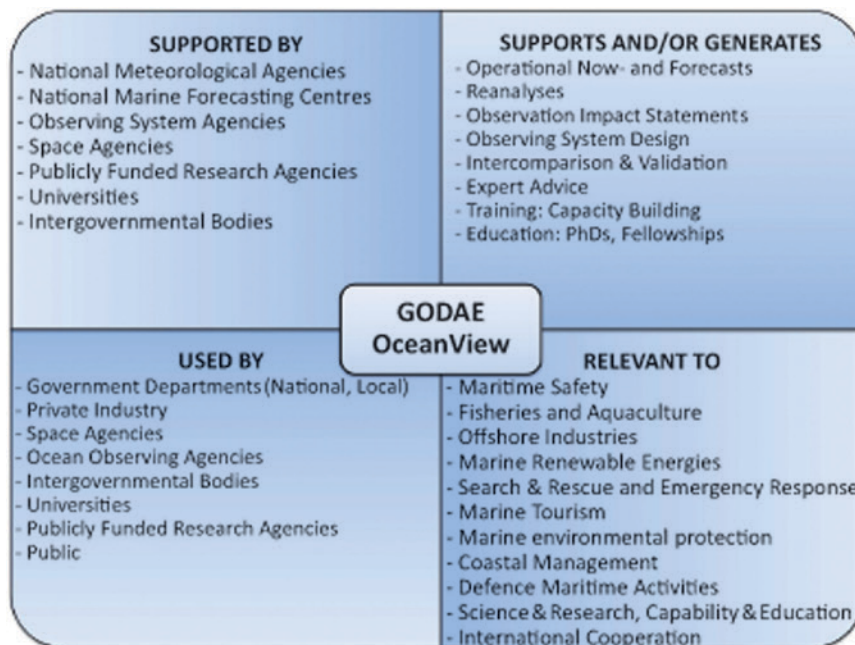 SUPPORTED BY
- National Meteorological Agencies
- National Marine Forecasting Centres
- Observing System Agencies
- Space Agencies
- Publicly Funded Research Agencies
- Universities
- Intergovernmental Bodies
SUPPORTS AND/OR GENERATES
- Operational Now- and Forecasts
- Reanalyses
- Observation Impact Statements
- Observing System Design
- Intercomparison & Validation
- Expert Advice
- Training: Capacity Building
- Education: PhDs, Fellowships
GODAE
OceanView
USED BY
- Government Departments (National, Local)
- Private Industry
- Space Agencies
- Ocean Observing Agencies
- Intergovernmental Bodies
- Universities
- Publicly Funded Research Agencies
- Public
RELEVANT TO
- Maritime Safety
- Fisheries and Aquaculture
- Offshore Industries
- Marine Renewable Energies
- Search & Rescue and Emergency Response
- Marine Tourism
- Marine environmental protection
- Coastal Management
- Defence Maritime Activities
- Science & Research, Capability & Education
- International Cooperation